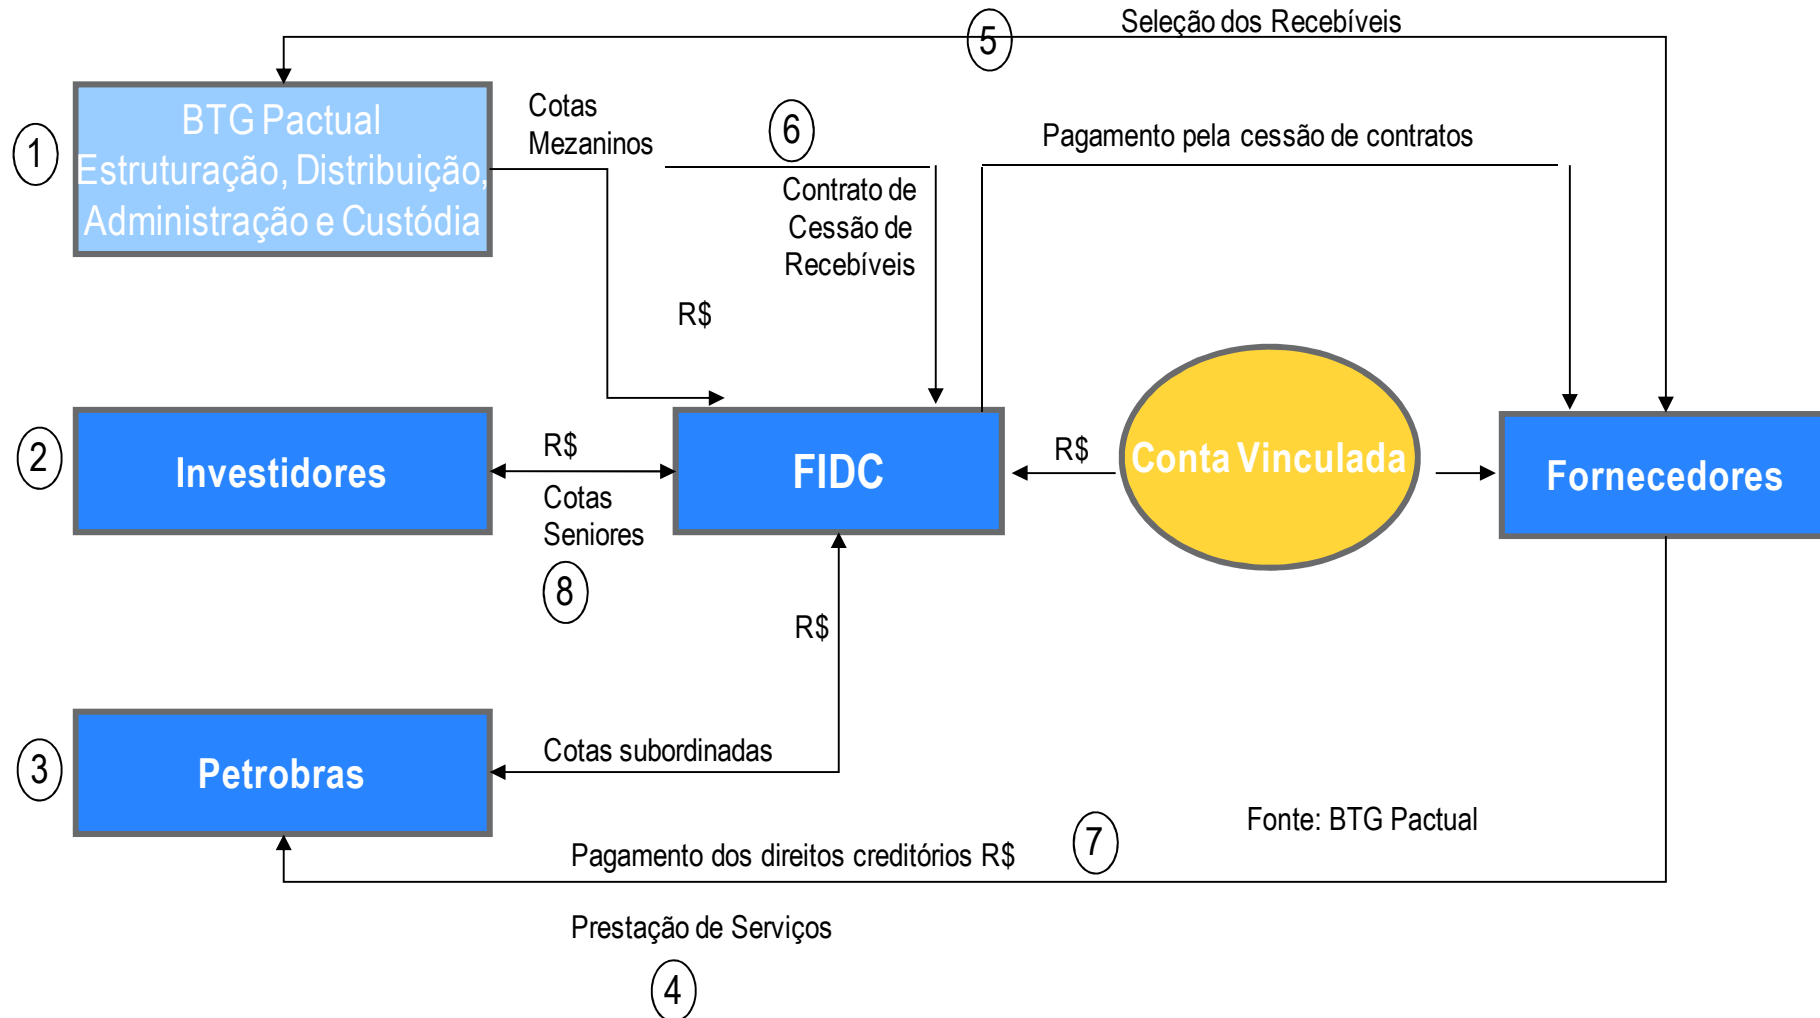 5
Seleção dos Recebíveis
1
BTG Pactual
Estruturação, Distribuição,
Administração e Custódia
Cotas
Mezaninos
6
Contrato de
Cessão de
Recebíveis
Pagamento pela cessão de contratos
R$
2
Investidores
R$
Cotas
Seniores
8
FIDC
R$
Conta Vinculada
Fornecedores
R$
3
Petrobras
Cotas subordinadas
Fonte: BTG Pactual
Pagamento dos direitos creditórios R$
7
Prestação de Serviços
4